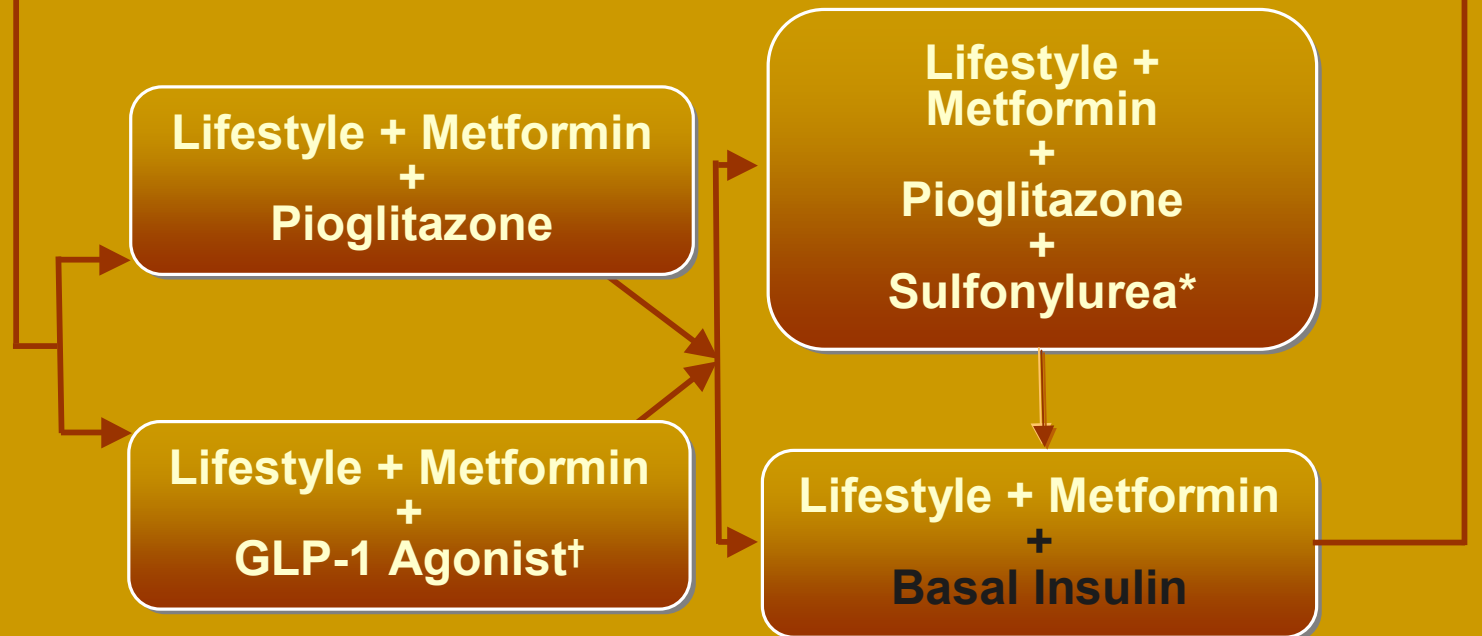 Lifestyle + Metformin
+
Pioglitazone
Lifestyle + Metformin
+
GLP-1 Agonist†
Lifestyle +
Metformin
+
Pioglitazone
+
Sulfonylurea*
Lifestyle + Metformin
+
Basal Insulin